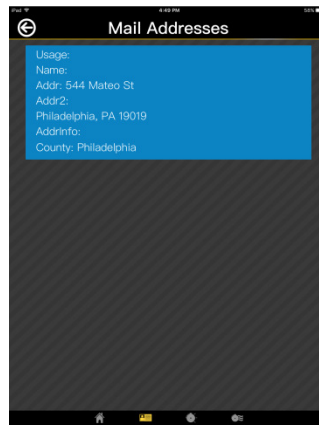 iPad 4:49 PM 50%
Mail Addresses
Usage:
Name:
Addr: 544 Mateo St
Addr2:
Philadelphia, PA 19019
AddrInfo:
County: Philadelphia